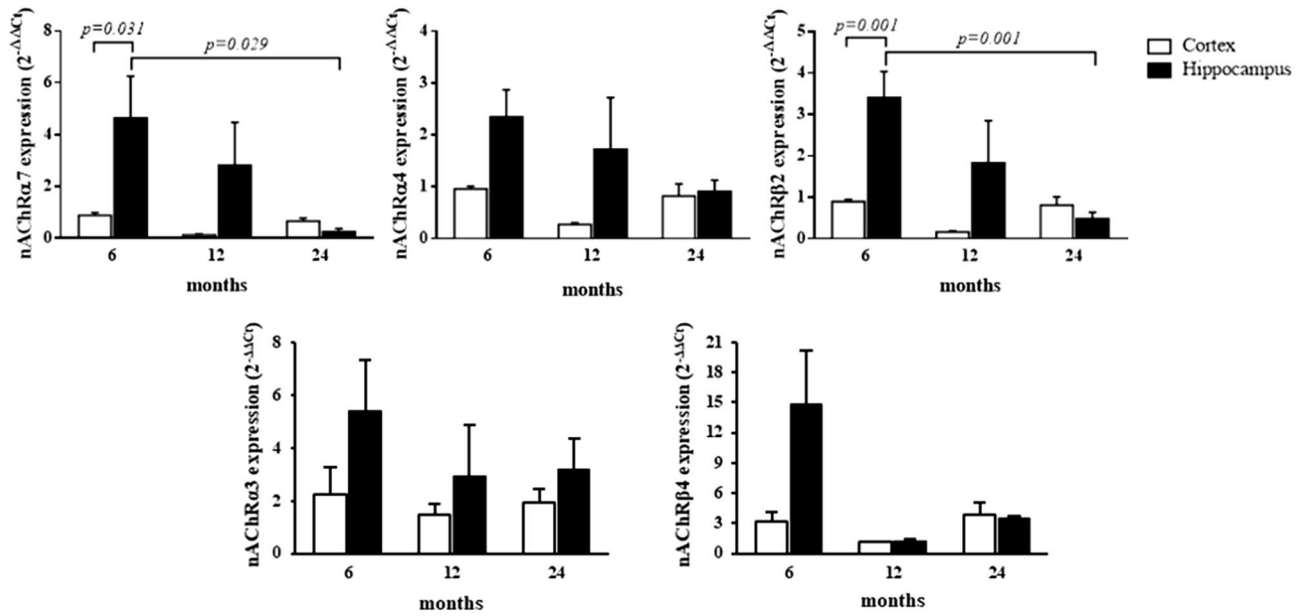 nAChRα7 expression (2-ΔΔCt)
8
6
4
2
0
p=0.031
p=0.029
6 12 24
months
nAChRα4 expression (2-ΔΔCt)
4
3
2
1
0
6 12 24
months
nAChRβ2 expression (2-ΔΔCt)
5
4
3
2
1
0
p=0.001
p=0.001
6 12 24
months
Cortex
Hippocampus
nAChRα3 expression (2-ΔΔCt)
8
6
4
2
0
6 12 24
months
nAChRβ4 expression (2-ΔΔCt)
21
18
15
12
9
6
3
0
6 12 24
months